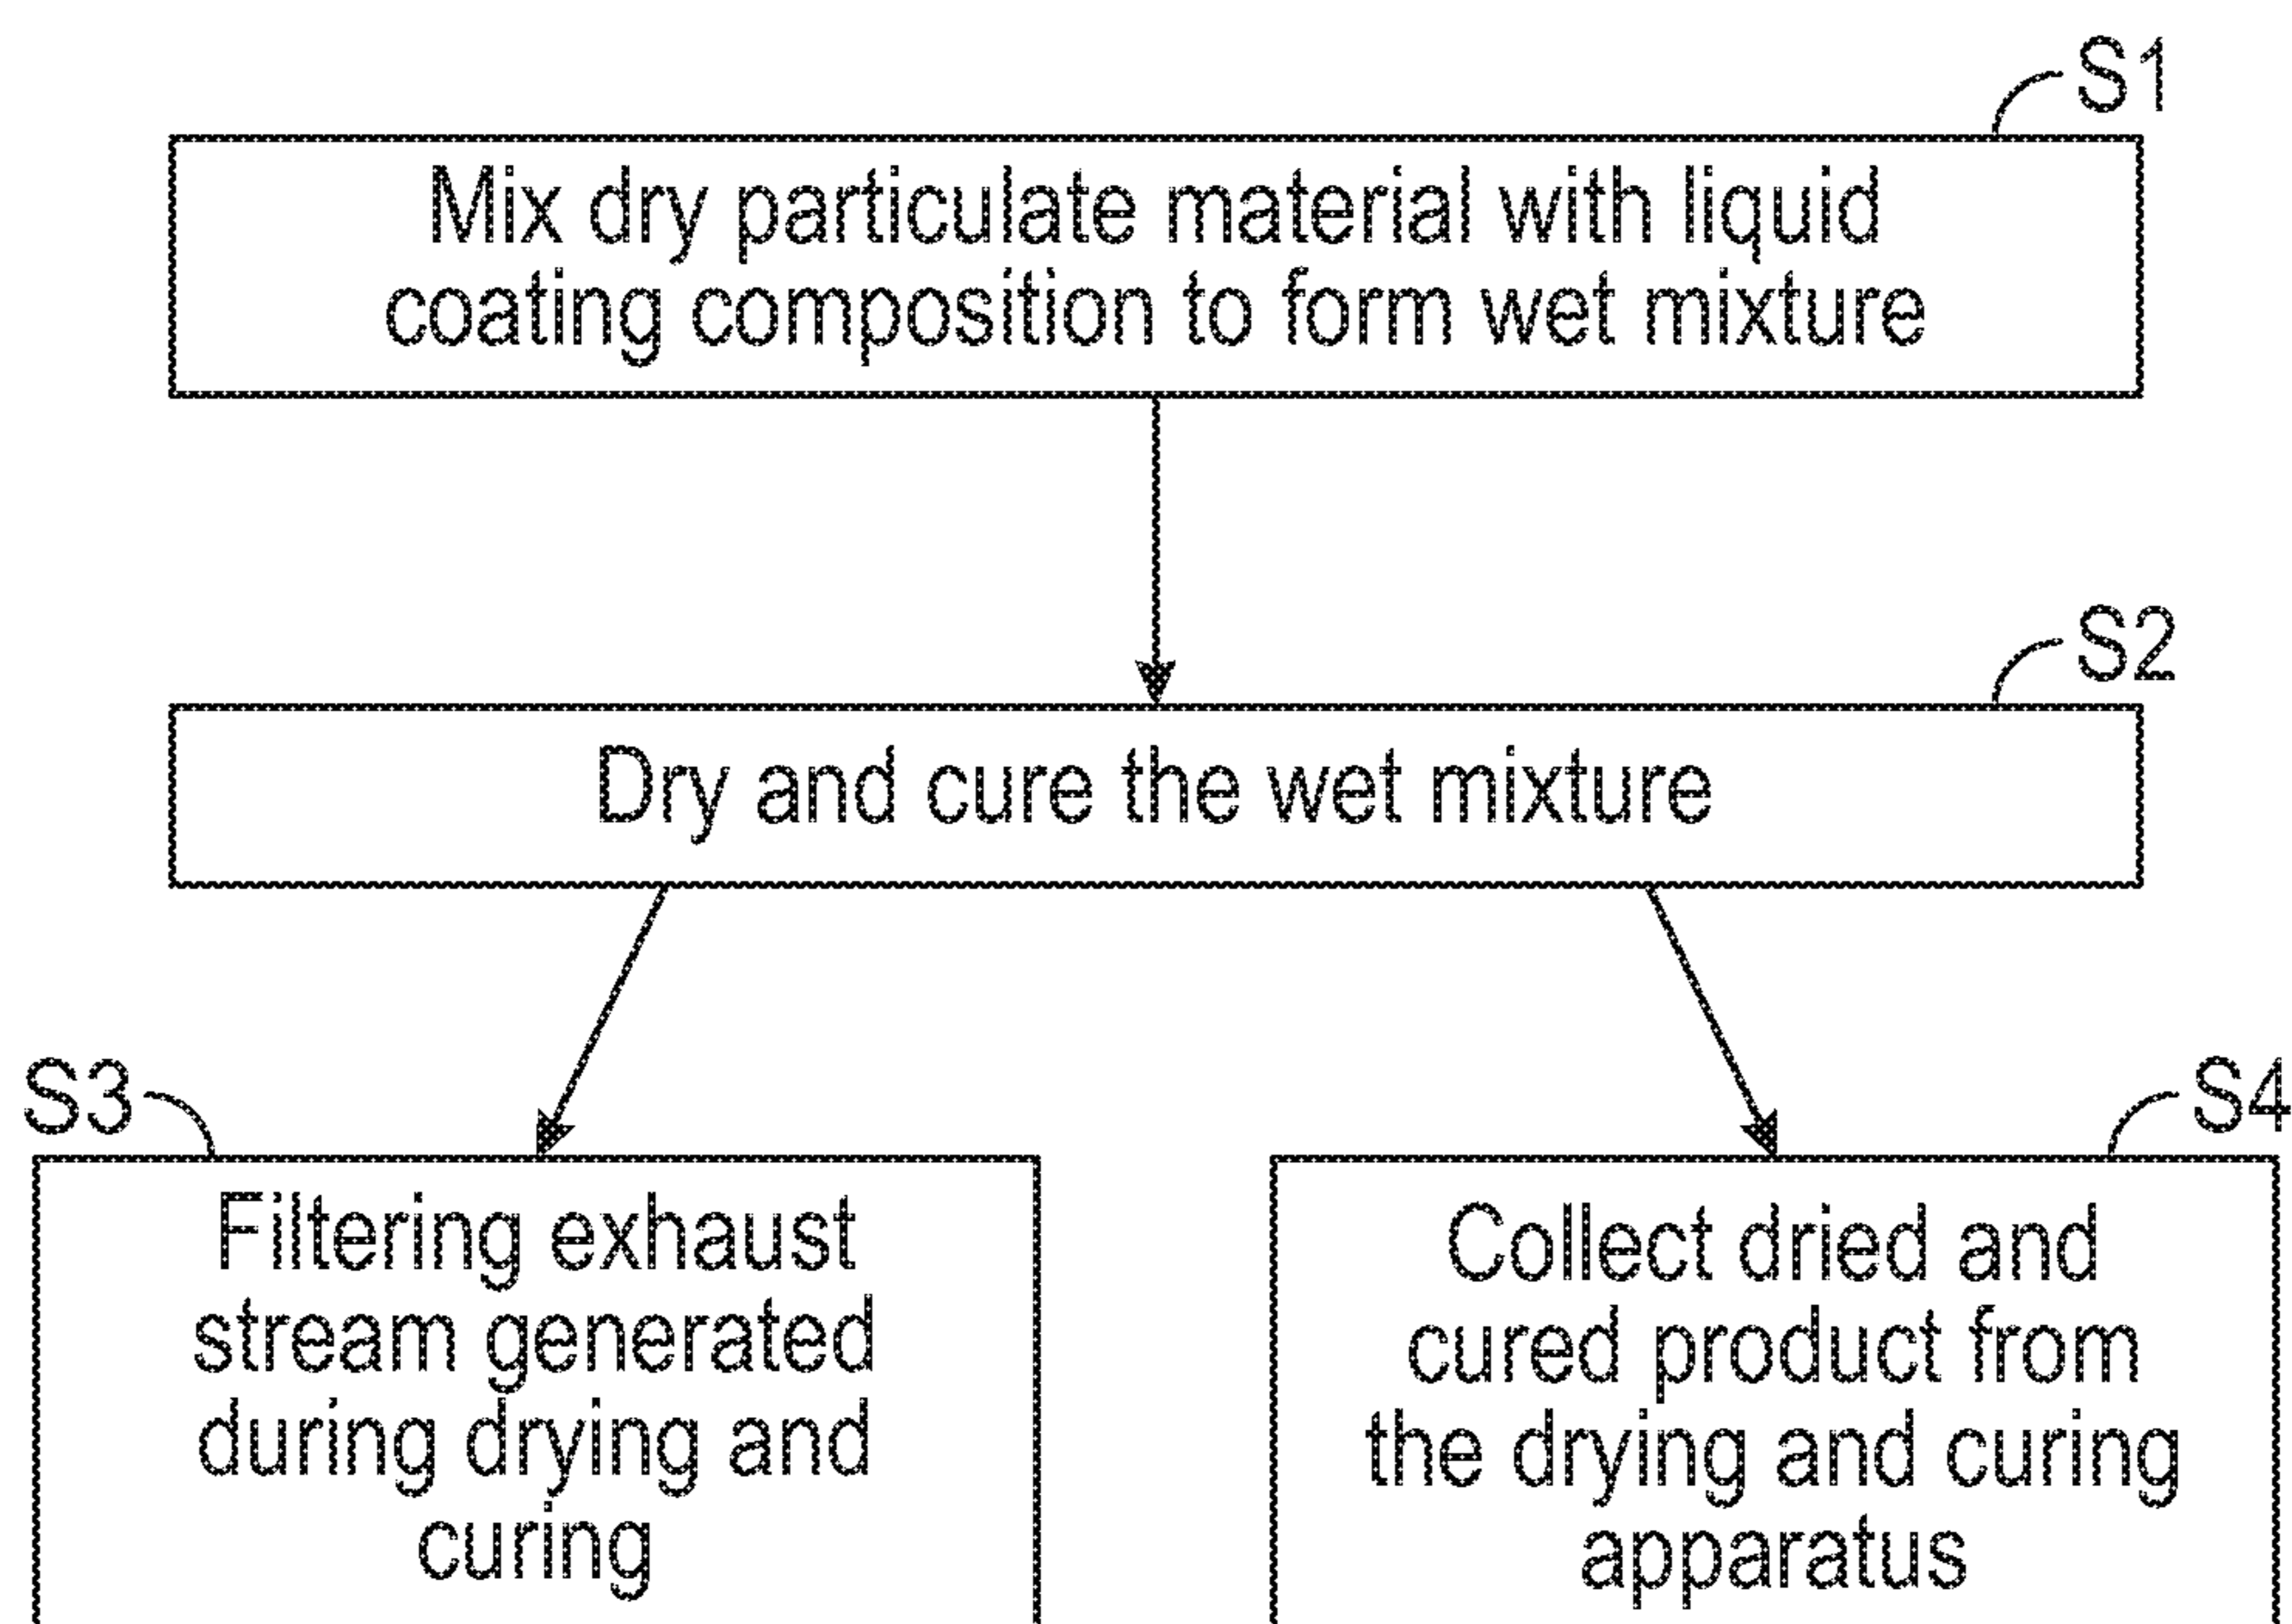 S1
Mix dry particulate material with liquid
coating composition to form wet mixture
S2
Dry and cure the wet mixture
S3
Filtering exhaust
stream generated
during drying and
curing
S4
Collect dried and
cured product from
the drying and curing
apparatus